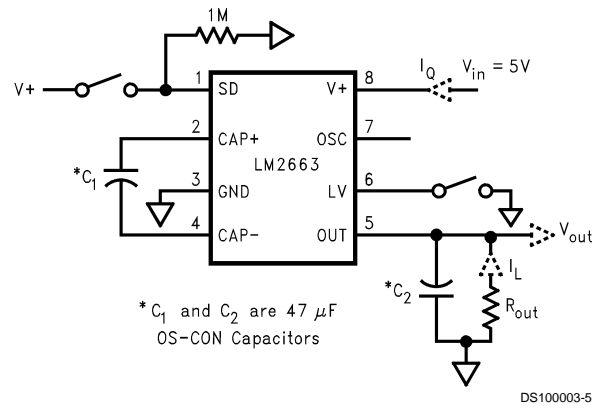 1M
V+
1
SD
V+
8
I_Q
V_in = 5V
2
CAP+
OSC
7
LM2663
*C_1
3
GND
LV
6
4
CAP-
OUT
5
V_out
I_L
*C_2
R_out
*C_1 and C_2 are 47 μF
OS-CON Capacitors
DS100003-5